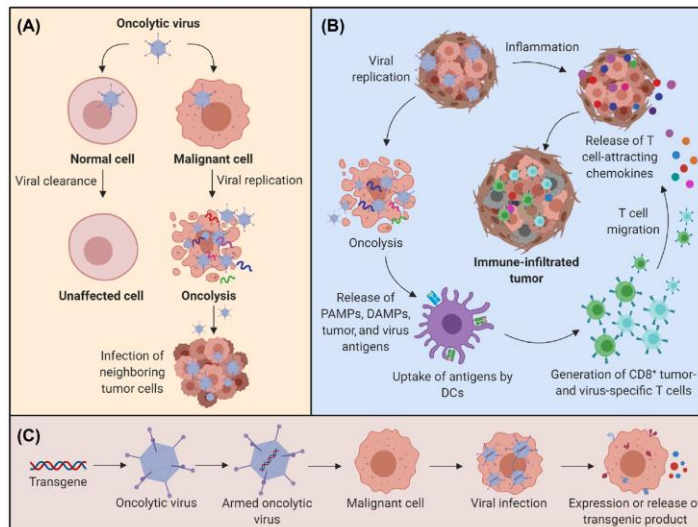 (A)
Oncolytic virus
Normal cell
Malignant cell
Viral clearance
Viral replication
Unaffected cell
Oncolysis
Infection of
neighboring
tumor cells
(B)
Viral
replication
Inflammation
Release of T
cell-attracting
chemokines
Oncolysis
Immune-infiltrated
tumor
T cell
migration
Release of
PAMPs, DAMPs,
tumor, and virus
antigens
Uptake of antigens by
DCs
Generation of CD8⁺ tumor-
and virus-specific T cells
(C)
Transgene
Oncolytic virus
Armed oncolytic
virus
Malignant cell
Viral infection
Expression or release of
transgenic product